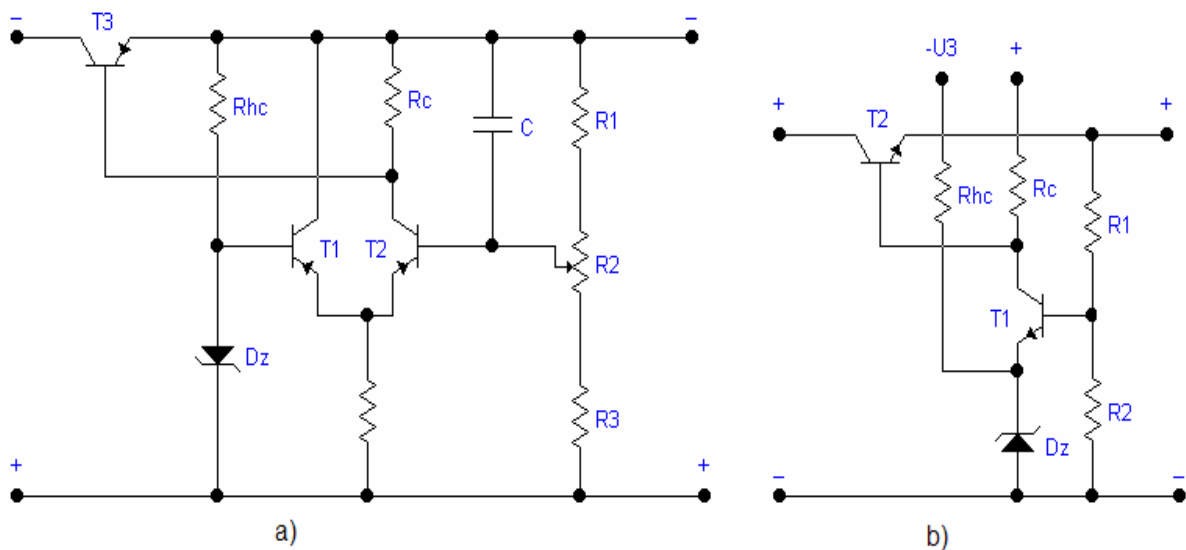 - T3 -
Rhc Rc C R1
T1 T2 R2
Dz R3
+ +
a)
-U3 +
+ T2 +
Rhc Rc R1
T1
R2
Dz
- -
b)